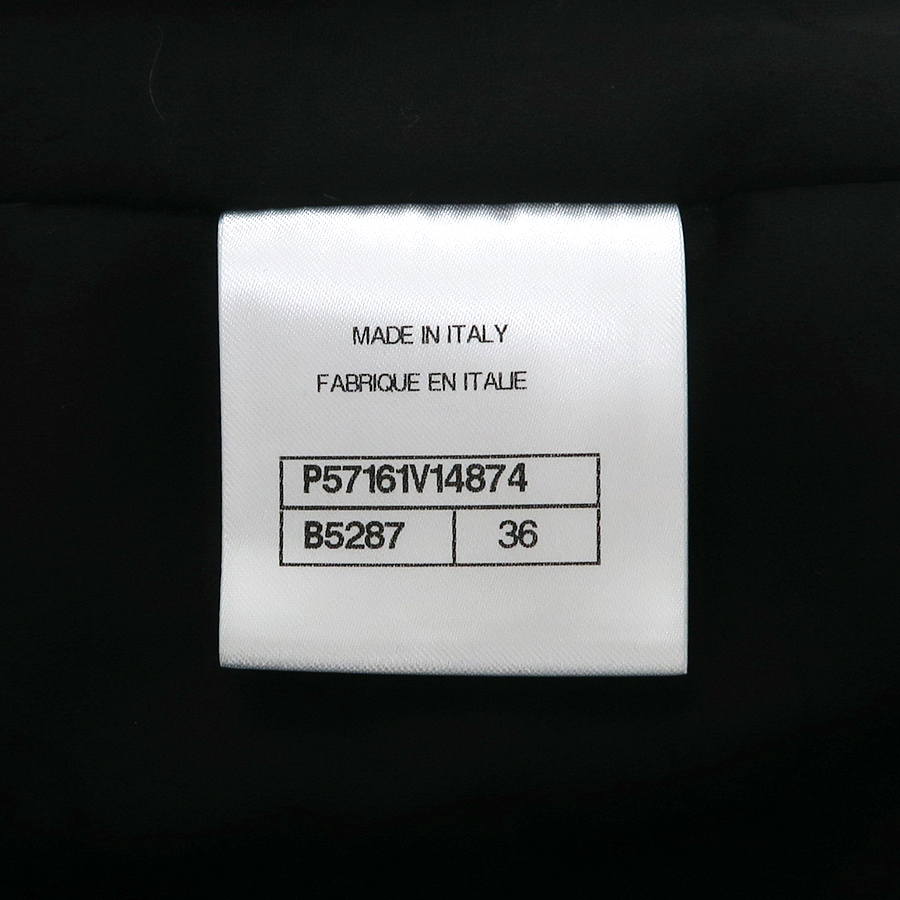 MADE IN ITALY
FABRIQUE EN ITALIE
P57161V14874
B5287 36